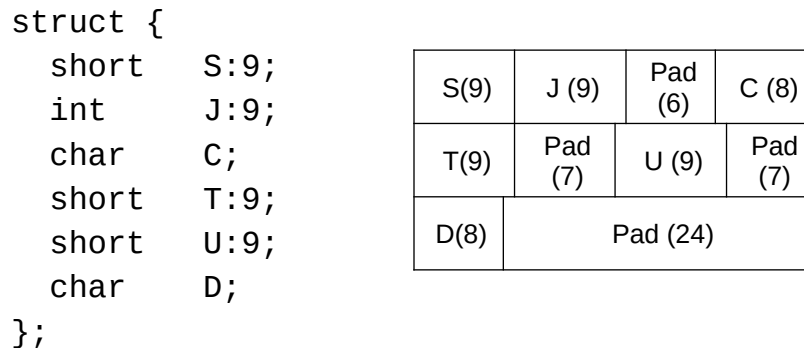 struct {
short S:9;
int J:9;
char C;
short T:9;
short U:9;
char D;
};
S(9) J (9) Pad (6) C (8)
T(9) Pad (7) U (9) Pad (7)
D(8) Pad (24)